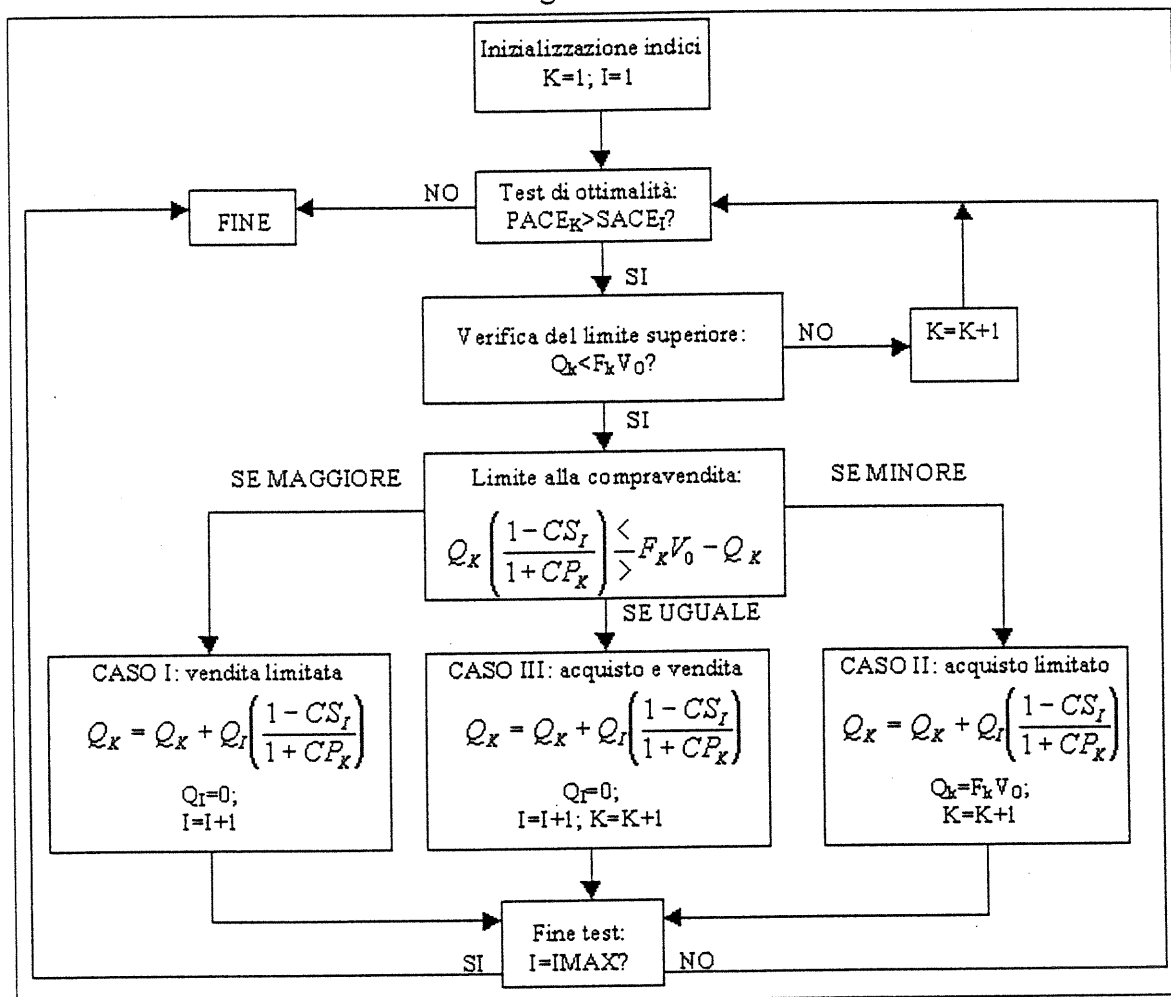 Inizializzazione indici
K=1; I=1
NO
Test di ottimalità:
PACE_K>SACE_I?
FINE
SI
Verifica del limite superiore:
Q_k<F_kV_0?
NO
K=K+1
SI
SE MAGGIORE
Limite alla compravendita:
SE MINORE
Q_K ( (1-CS_I)/(1+CP_K) ) </> F_KV_0 - Q_K
SE UGUALE
CASO I: vendita limitata
Q_K = Q_K + Q_I( (1-CS_I)/(1+CP_K) )
Q_I=0;
I=I+1
CASO III: acquisto e vendita
Q_K = Q_K + Q_I( (1-CS_I)/(1+CP_K) )
Q_I=0;
I=I+1; K=K+1
CASO II: acquisto limitato
Q_K = Q_K + Q_I( (1-CS_I)/(1+CP_K) )
Q_k=F_kV_0;
K=K+1
Fine test:
I=IMAX?
SI
NO